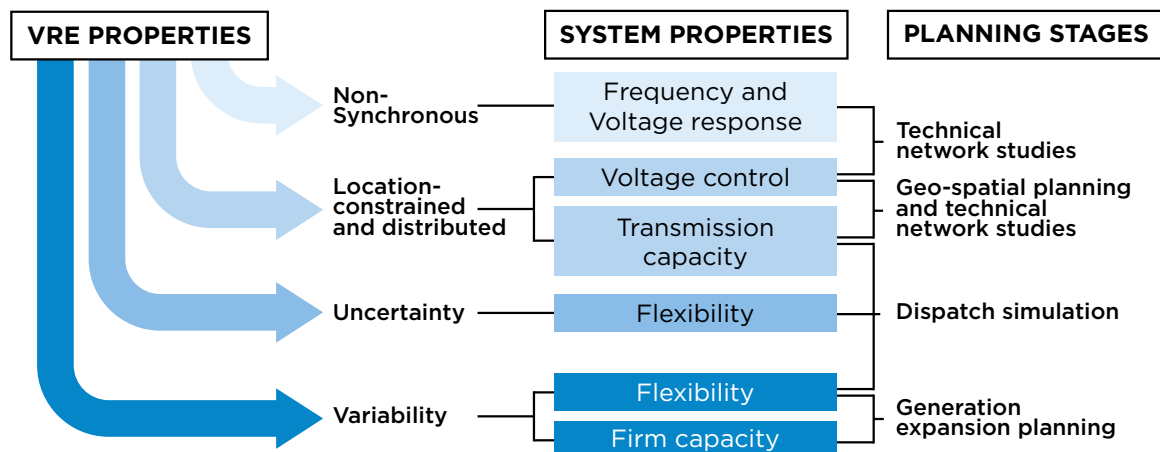 VRE PROPERTIES
SYSTEM PROPERTIES
PLANNING STAGES
Non-
Synchronous
Frequency and
Voltage response
Technical
network studies
Location-
constrained
and distributed
Voltage control
Transmission
capacity
Geo-spatial planning
and technical
network studies
Uncertainty
Flexibility
Dispatch simulation
Variability
Flexibility
Firm capacity
Generation
expansion planning